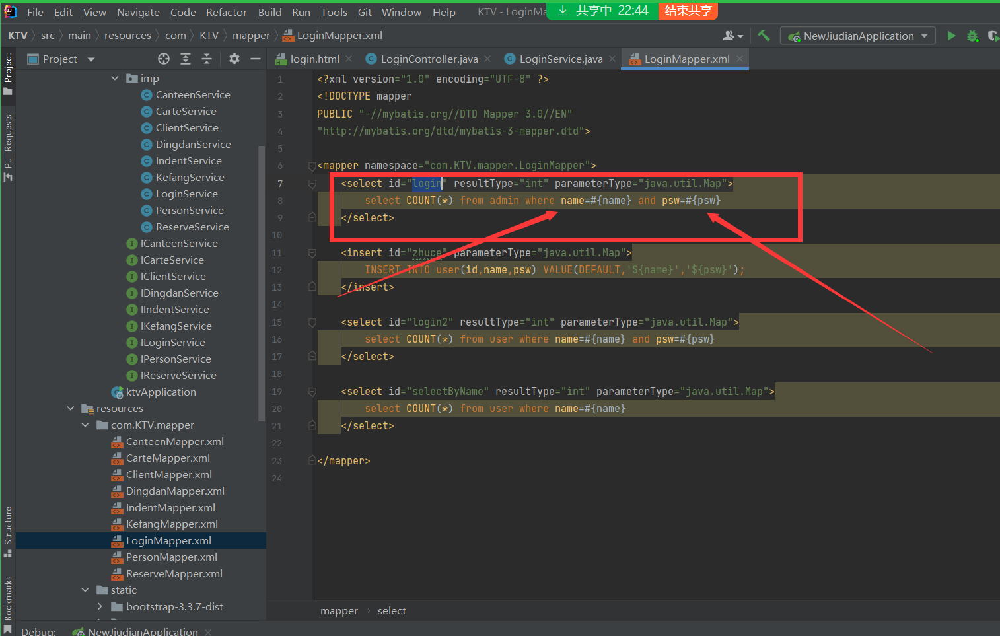 File Edit View Navigate Code Refactor Build Run Tools Git Window Help KTV - LoginMa 共享中 22:44 结束共享
KTV src main resources com KTV mapper LoginMapper.xml NewJiudianApplication
Project
login.html LoginController.java LoginService.java LoginMapper.xml
Project
Pull Requests
Structure
Bookmarks
imp
CanteenService
CarteService
ClientService
DingdanService
IndentService
KefangService
LoginService
PersonService
ReserveService
ICanteenService
ICarteService
IClientService
IDingdanService
IIndentService
IKefangService
ILoginService
IPersonService
IReserveService
ktvApplication
resources
com.KTV.mapper
CanteenMapper.xml
CarteMapper.xml
ClientMapper.xml
DingdanMapper.xml
IndentMapper.xml
KefangMapper.xml
LoginMapper.xml
PersonMapper.xml
ReserveMapper.xml
static
bootstrap-3.3.7-dist
1 <?xml version="1.0" encoding="UTF-8" ?>
2 <!DOCTYPE mapper
3 PUBLIC "-//mybatis.org//DTD Mapper 3.0//EN"
4 "http://mybatis.org/dtd/mybatis-3-mapper.dtd">
5
6 <mapper namespace="com.KTV.mapper.LoginMapper">
7 <select id="login" resultType="int" parameterType="java.util.Map">
8 select COUNT(*) from admin where name=#{name} and psw=#{psw}
9 </select>
10
11 <insert id="zhuce" parameterType="java.util.Map">
12 INSERT INTO user(id,name,psw) VALUE(DEFAULT,'${name}','${psw}');
13 </insert>
14
15 <select id="login2" resultType="int" parameterType="java.util.Map">
16 select COUNT(*) from user where name=#{name} and psw=#{psw}
17 </select>
18
19 <select id="selectByName" resultType="int" parameterType="java.util.Map">
20 select COUNT(*) from user where name=#{name}
21 </select>
22
23 </mapper>
24
mapper select
Debug: NewJiudianApplication